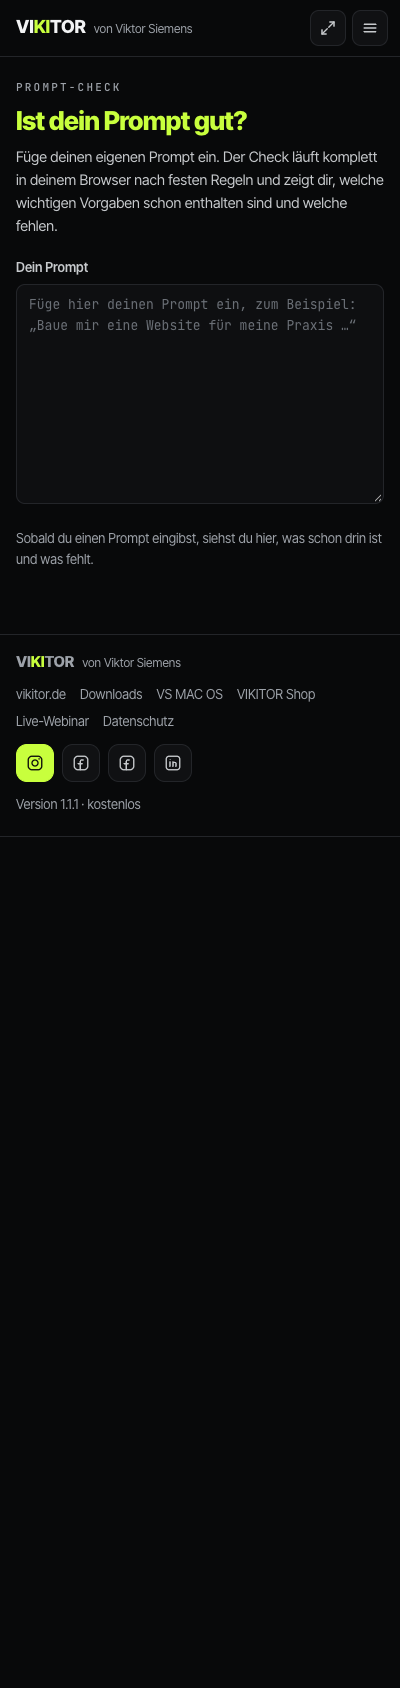 VIKITOR von Viktor Siemens
PROMPT-CHECK
Ist dein Prompt gut?
Füge deinen eigenen Prompt ein. Der Check läuft komplett
in deinem Browser nach festen Regeln und zeigt dir, welche
wichtigen Vorgaben schon enthalten sind und welche
fehlen.
Dein Prompt
Füge hier deinen Prompt ein, zum Beispiel:
„Baue mir eine Website für meine Praxis …“
Sobald du einen Prompt eingibst, siehst du hier, was schon drin ist
und was fehlt.
VIKITOR von Viktor Siemens
vikitor.de Downloads VS MAC OS VIKITOR Shop
Live-Webinar Datenschutz
Version 1.1.1 · kostenlos